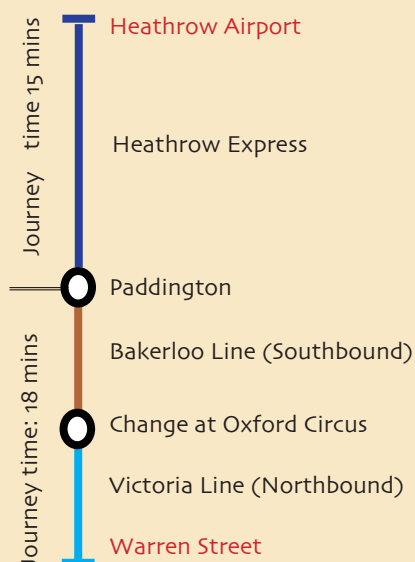 Heathrow Airport
Journey time 15 mins
Heathrow Express
Paddington
Journey time: 18 mins
Bakerloo Line (Southbound)
Change at Oxford Circus
Victoria Line (Northbound)
Warren Street